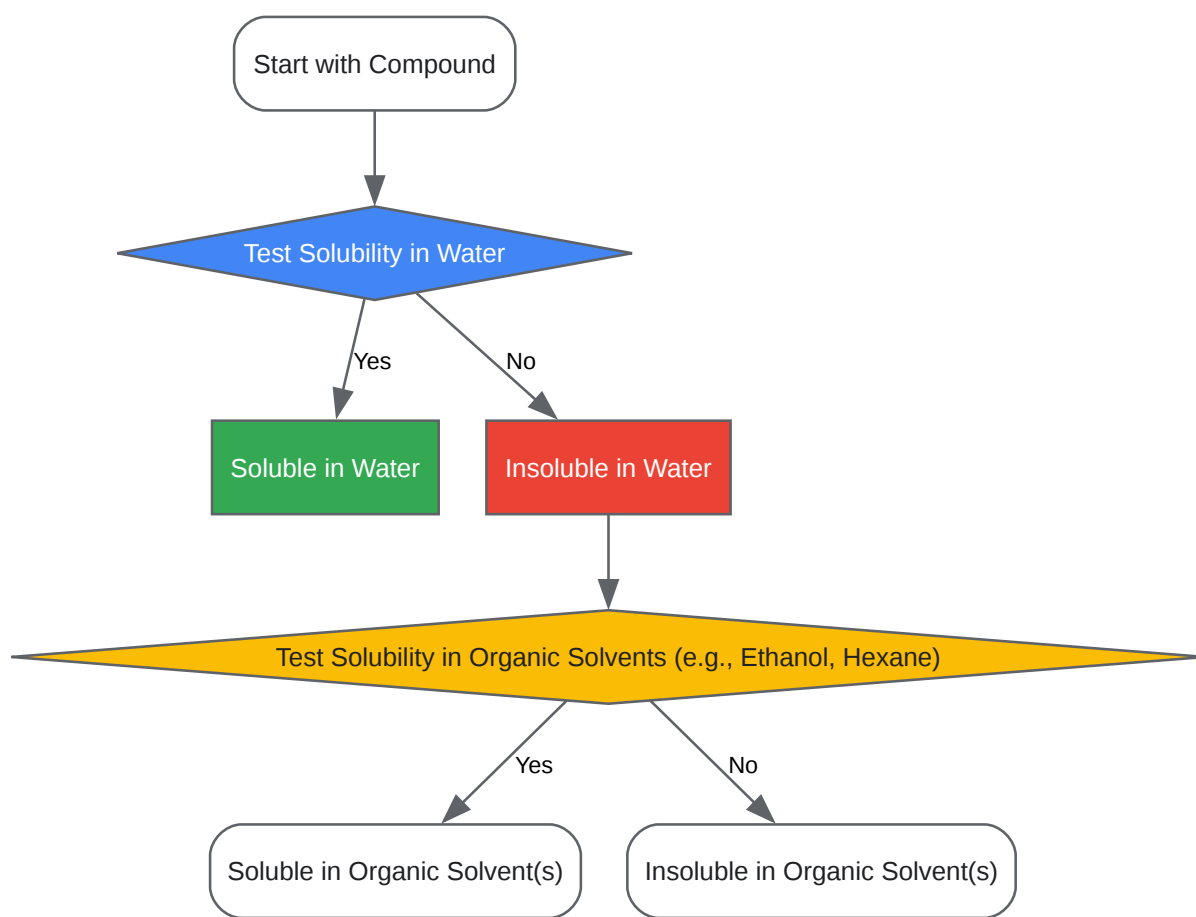 Start with Compound
Test Solubility in Water
Yes
No
Soluble in Water
Insoluble in Water
Test Solubility in Organic Solvents (e.g., Ethanol, Hexane)
Yes
No
Soluble in Organic Solvent(s)
Insoluble in Organic Solvent(s)